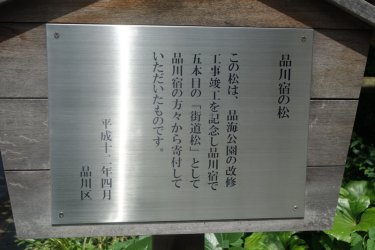 品川宿の松
この松は、品海公園の改修
工事竣工を記念し品川宿で
五本目の「街道松」として
品川宿の方々から寄付して
いただいたものです。
平成十二年四月
品川区